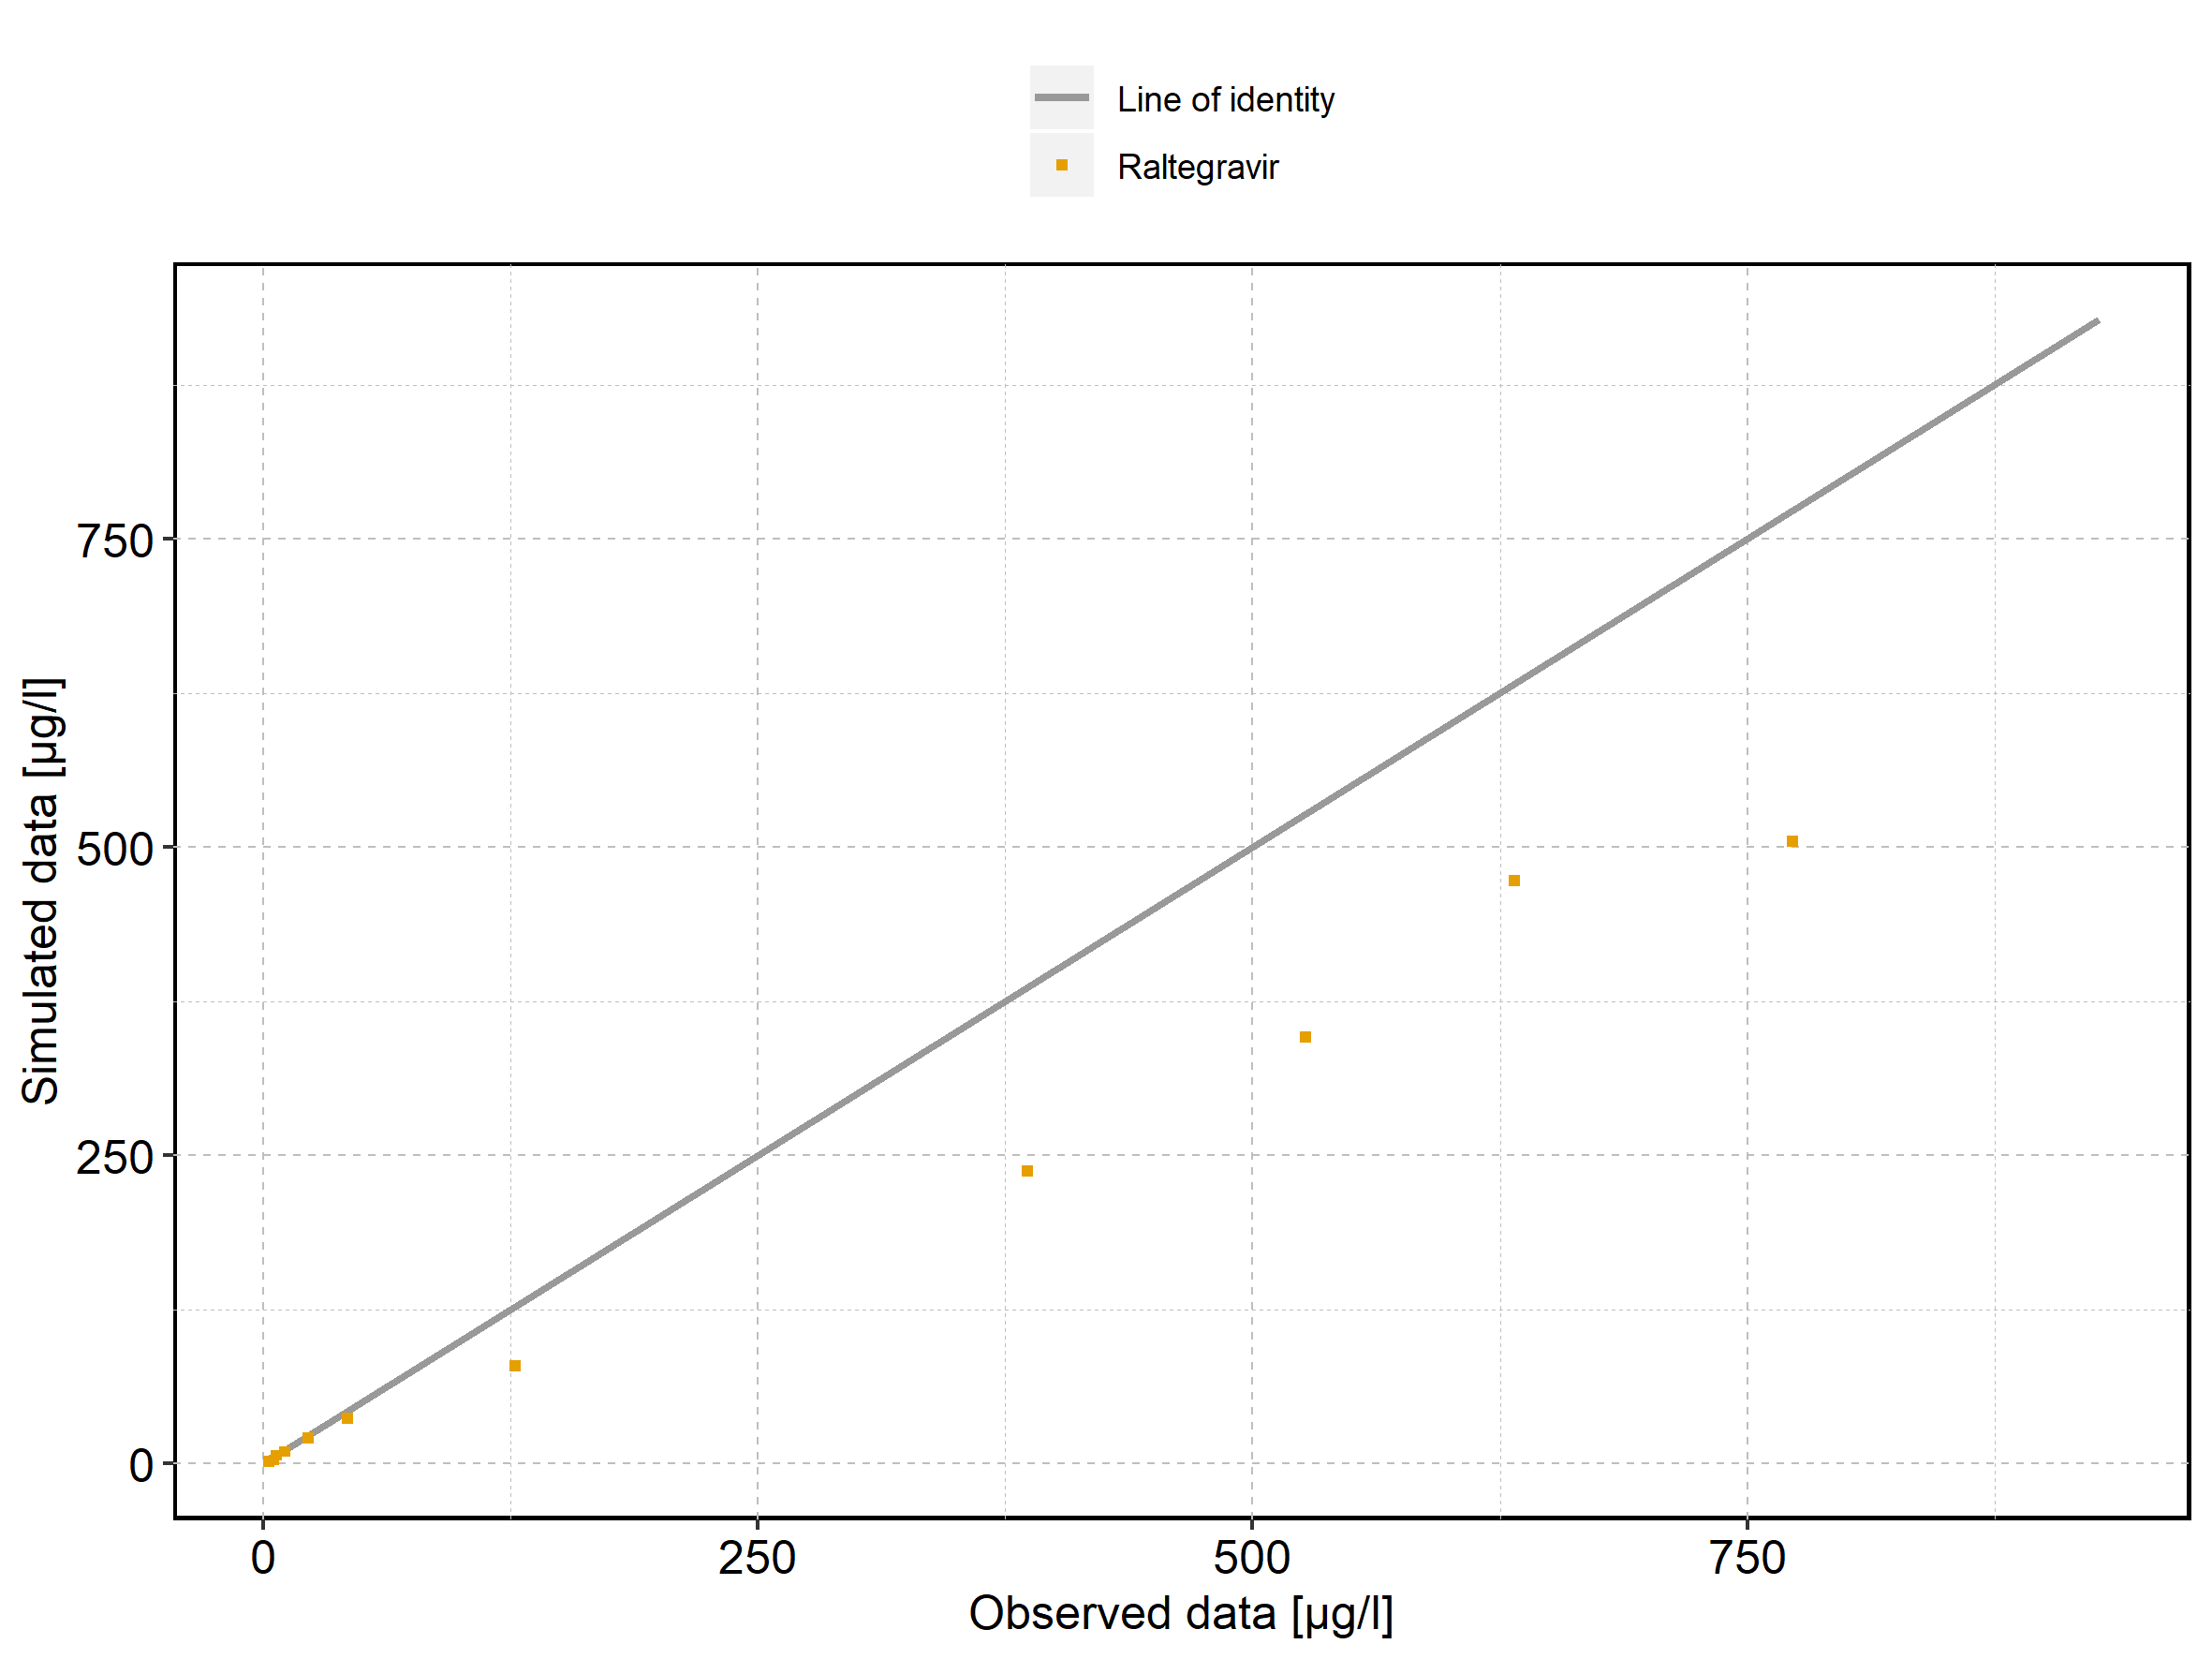 Line of identity
Raltegravir
750
500
250
0
Simulated data [µg/l]
0 250 500 750
Observed data [µg/l]